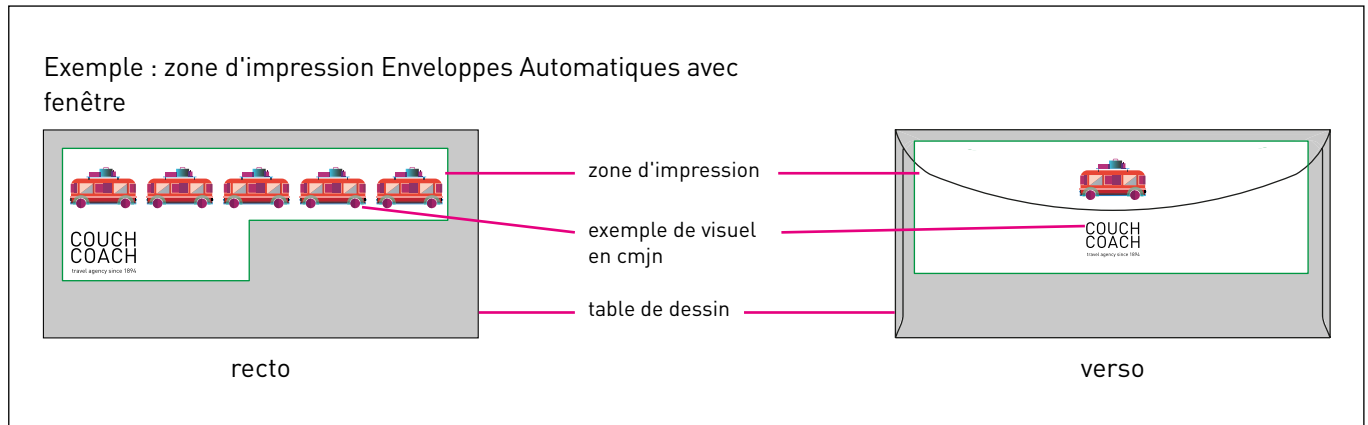 Exemple : zone d'impression Enveloppes Automatiques avec
fenêtre
COUCH
COACH
travel agency since 1894
recto
zone d'impression
exemple de visuel
en cmjn
table de dessin
COUCH
COACH
travel agency since 1894
verso